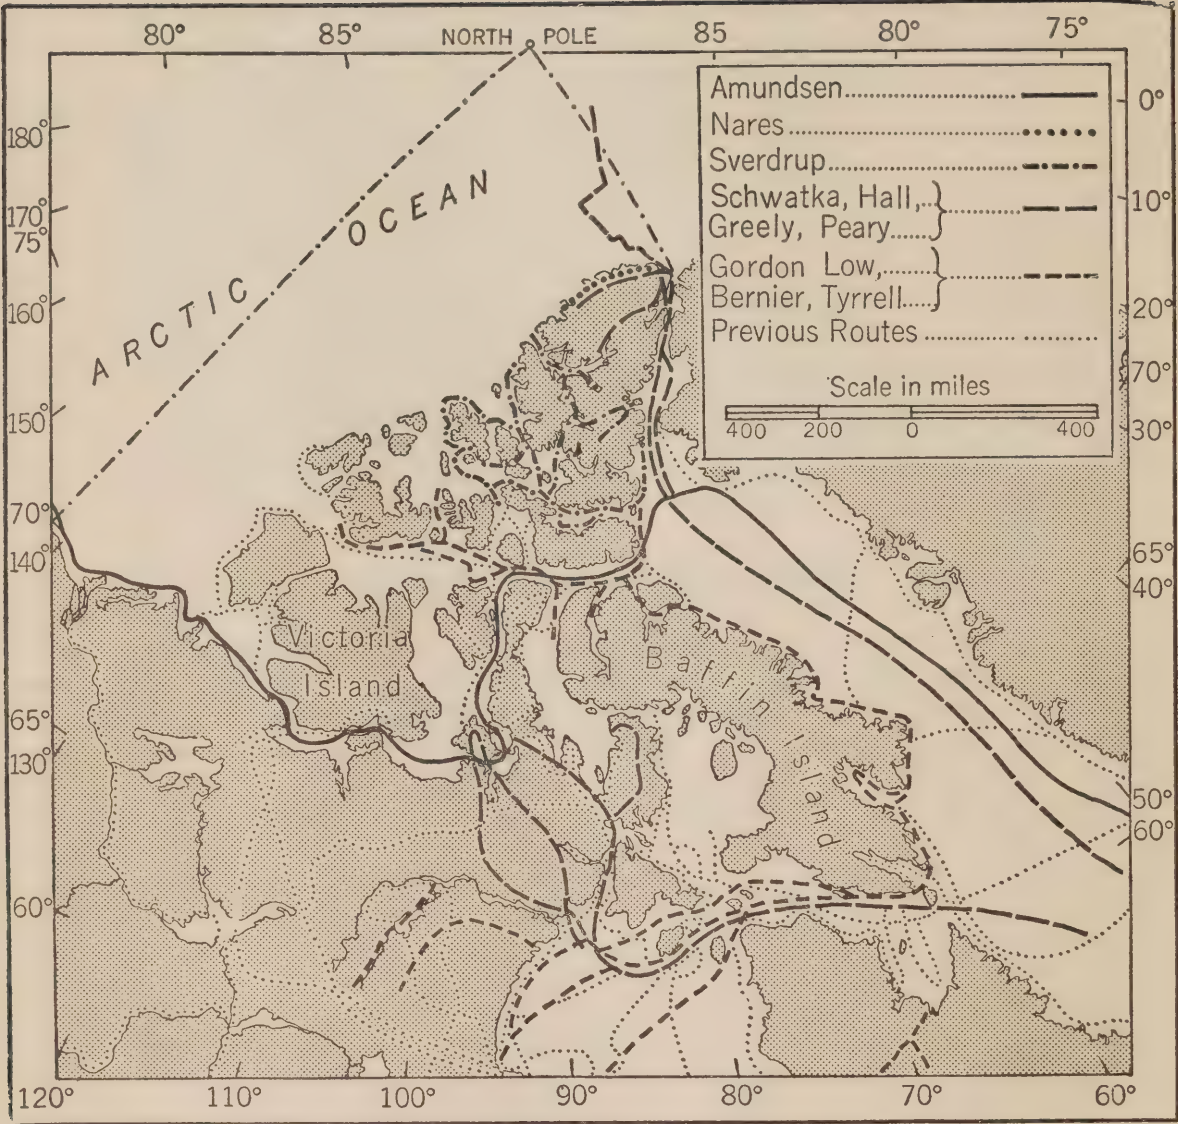 80° 85° NORTH POLE 85 80° 75°
Amundsen
Nares
Sverdrup
Schwatka, Hall,
Greely, Peary
Gordon Low,
Bernier, Tyrrell
Previous Routes
Scale in miles
400 200 0 400
ARCTIC OCEAN
Victoria
Island
Baffin Island
180°
170°
75°
160°
150°
70°
140°
65°
130°
60°
0°
10°
20°
70°
30°
65°
40°
50°
60°
120° 110° 100° 90° 80° 70° 60°